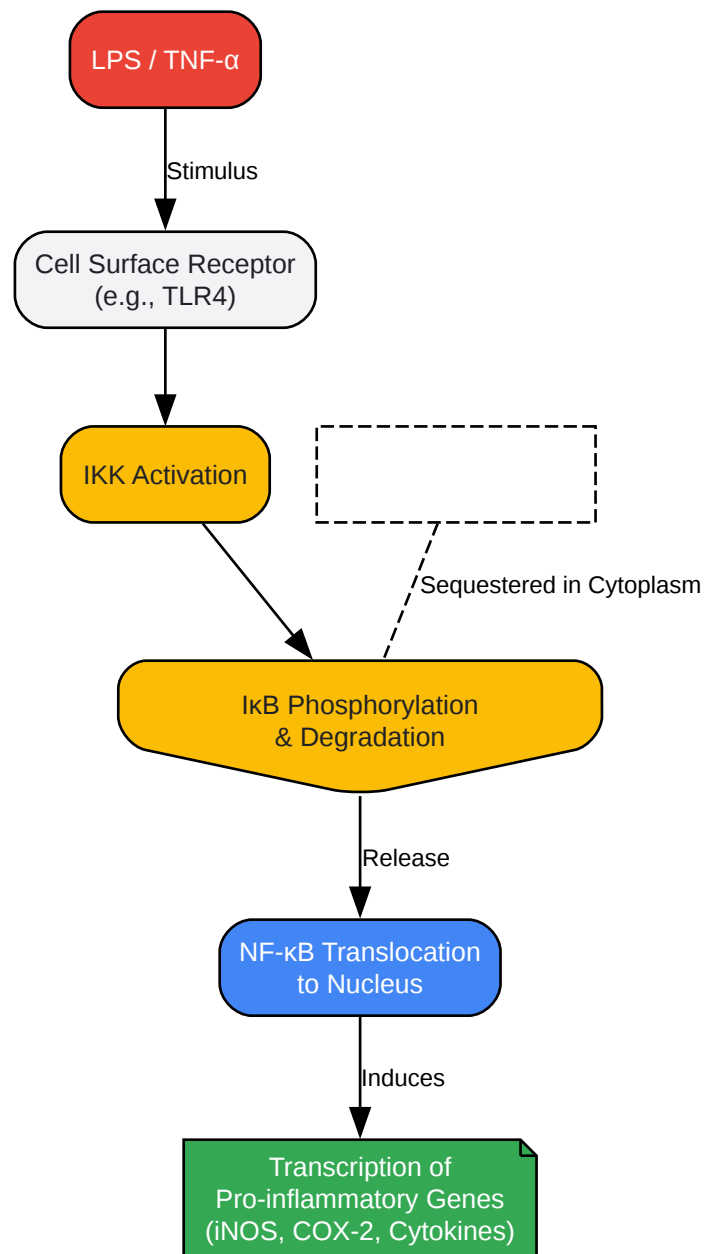 LPS / TNF-α
Stimulus
Cell Surface Receptor
(e.g., TLR4)
IKK Activation
Sequestered in Cytoplasm
IκB Phosphorylation
& Degradation
Release
NF-κB Translocation
to Nucleus
Induces
Transcription of
Pro-inflammatory Genes
(iNOS, COX-2, Cytokines)